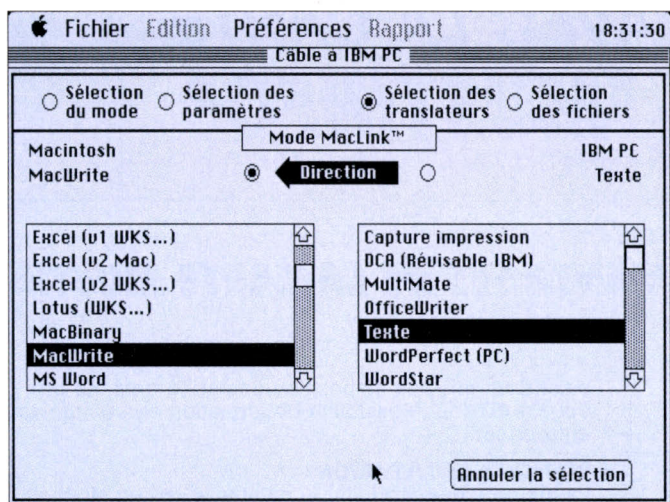 Fichier Edition Préférences Rapport 18:31:30
Câble à IBM PC
Sélection du mode
Sélection des paramètres
Sélection des translateurs
Sélection des fichiers
Mode MacLink™
Macintosh
MacWrite
Direction
IBM PC
Texte
Excel (v1 WKS...)
Excel (v2 Mac)
Excel (v2 WKS...)
Lotus (WKS...)
MacBinary
MacWrite
MS Word
Capture impression
DCA (Révisable IBM)
MultiMate
OfficeWriter
Texte
WordPerfect (PC)
WordStar
Annuler la sélection